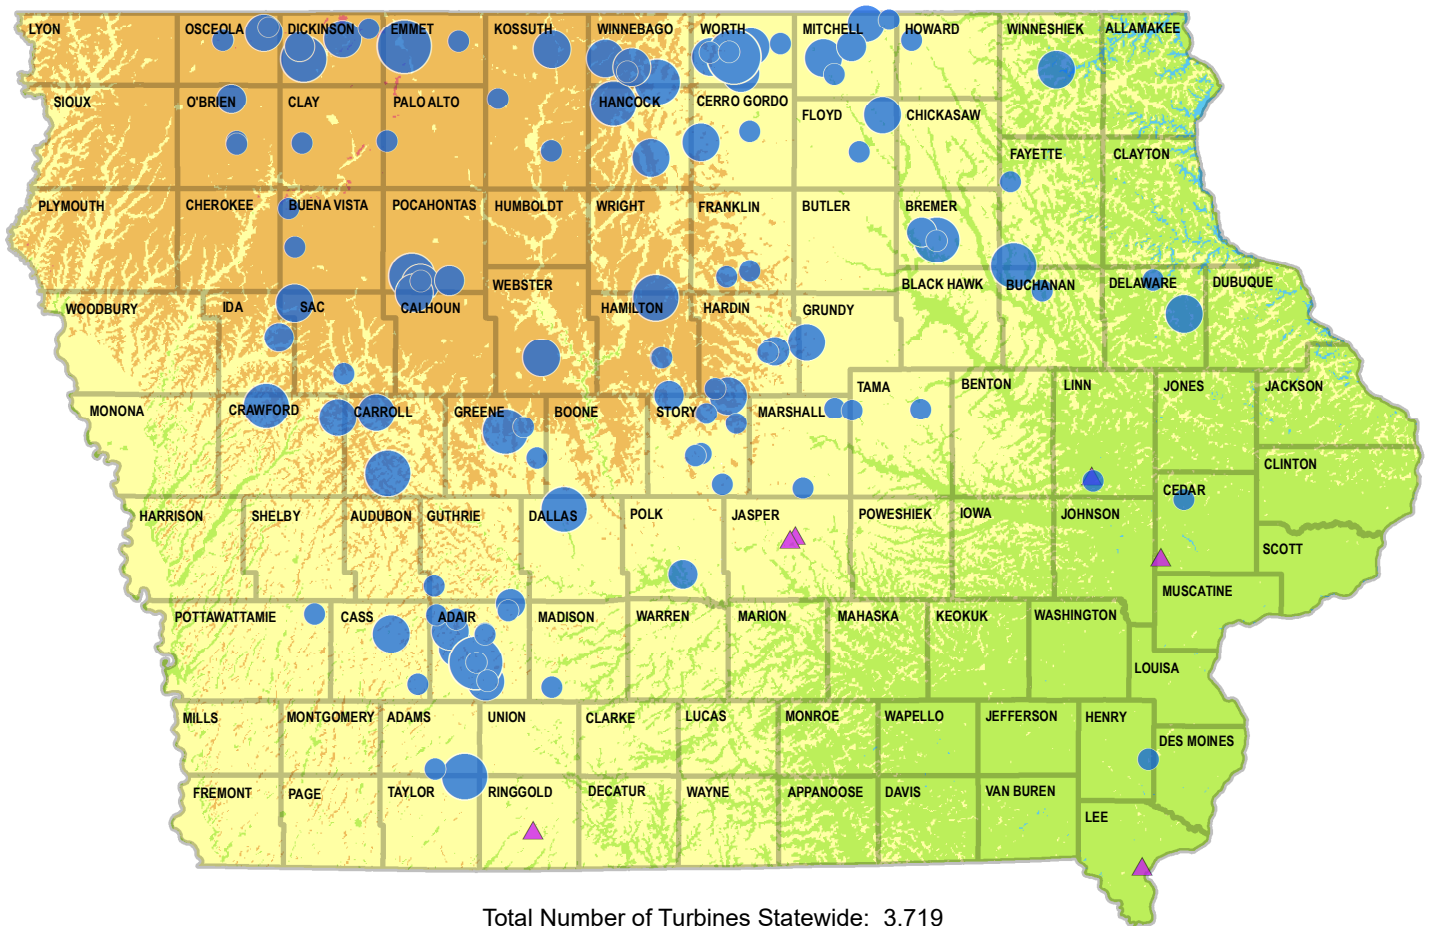 LYON OSCEOLA DICKINSON EMMET KOSSUTH WINNEBAGO WORTH MITCHELL HOWARD WINNESHIEK ALLAMAKEE
SIOUX O'BRIEN CLAY PALO ALTO HANCOCK CERRO GORDO FLOYD CHICKASAW
FAYETTE CLAYTON
PLYMOUTH CHEROKEE BUENA VISTA POCAHONTAS HUMBOLDT WRIGHT FRANKLIN BUTLER BREMER
WOODBURY IDA SAC CALHOUN WEBSTER HAMILTON HARDIN GRUNDY BLACK HAWK BUCHANAN DELAWARE DUBUQUE
MONONA CRAWFORD CARROLL GREENE BOONE STORY MARSHALL TAMA BENTON LINN JONES JACKSON
CLINTON
CEDAR
HARRISON SHELBY AUDUBON GUTHRIE DALLAS POLK JASPER POWESHIEK IOWA JOHNSON
SCOTT
MUSCATINE
POTTAWATTAMIE CASS ADAIR MADISON WARREN MARION MAHASKA KEOKUK WASHINGTON
LOUISA
MILLS MONTGOMERY ADAMS UNION CLARKE LUCAS MONROE WAPELLO JEFFERSON HENRY
DES MOINES
FREMONT PAGE TAYLOR RINGGOLD DECATUR WAYNE APPANOOSE DAVIS VAN BUREN
LEE
Total Number of Turbines Statewide: 3,719